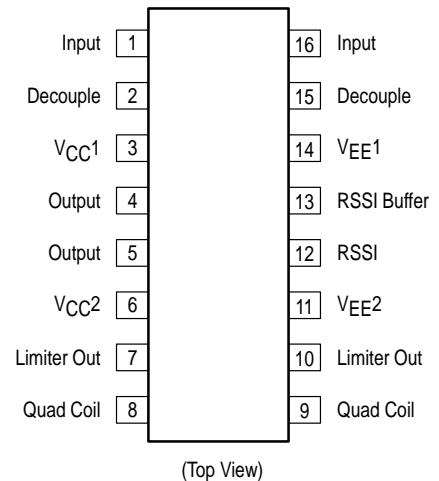 Input 1 16 Input
Decouple 2 15 Decouple
VCC1 3 14 VEE1
Output 4 13 RSSI Buffer
Output 5 12 RSSI
VCC2 6 11 VEE2
Limiter Out 7 10 Limiter Out
Quad Coil 8 9 Quad Coil
(Top View)